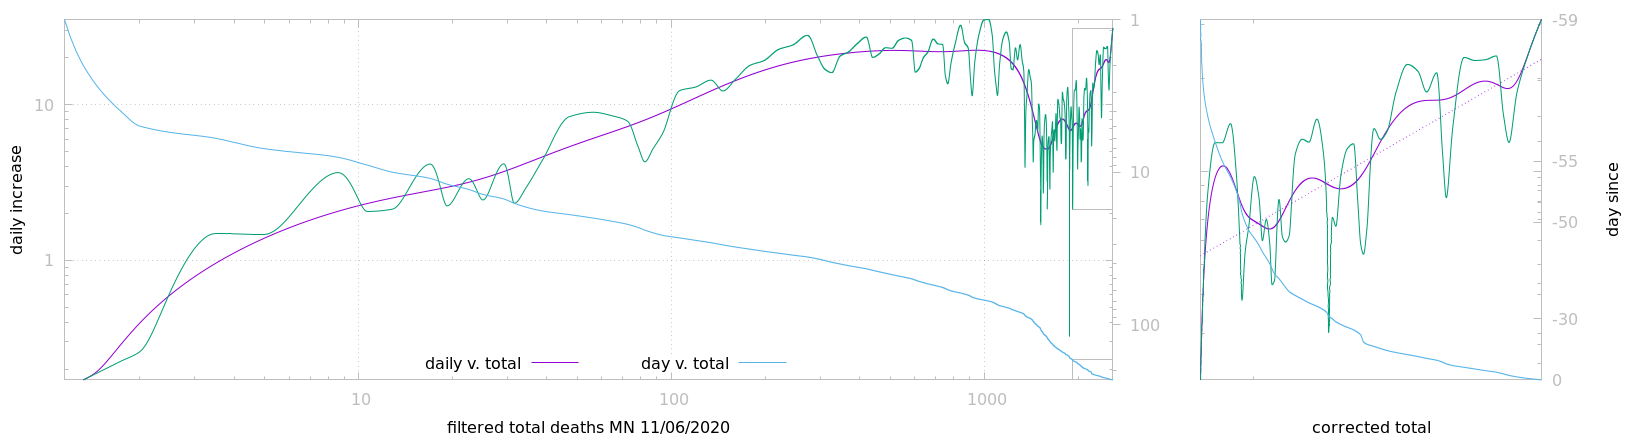 daily increase
10
1
daily v. total
day v. total
10
100
1000
filtered total deaths MN 11/06/2020
1
10
100
-59
-55
-50
-30
0
day since
corrected total